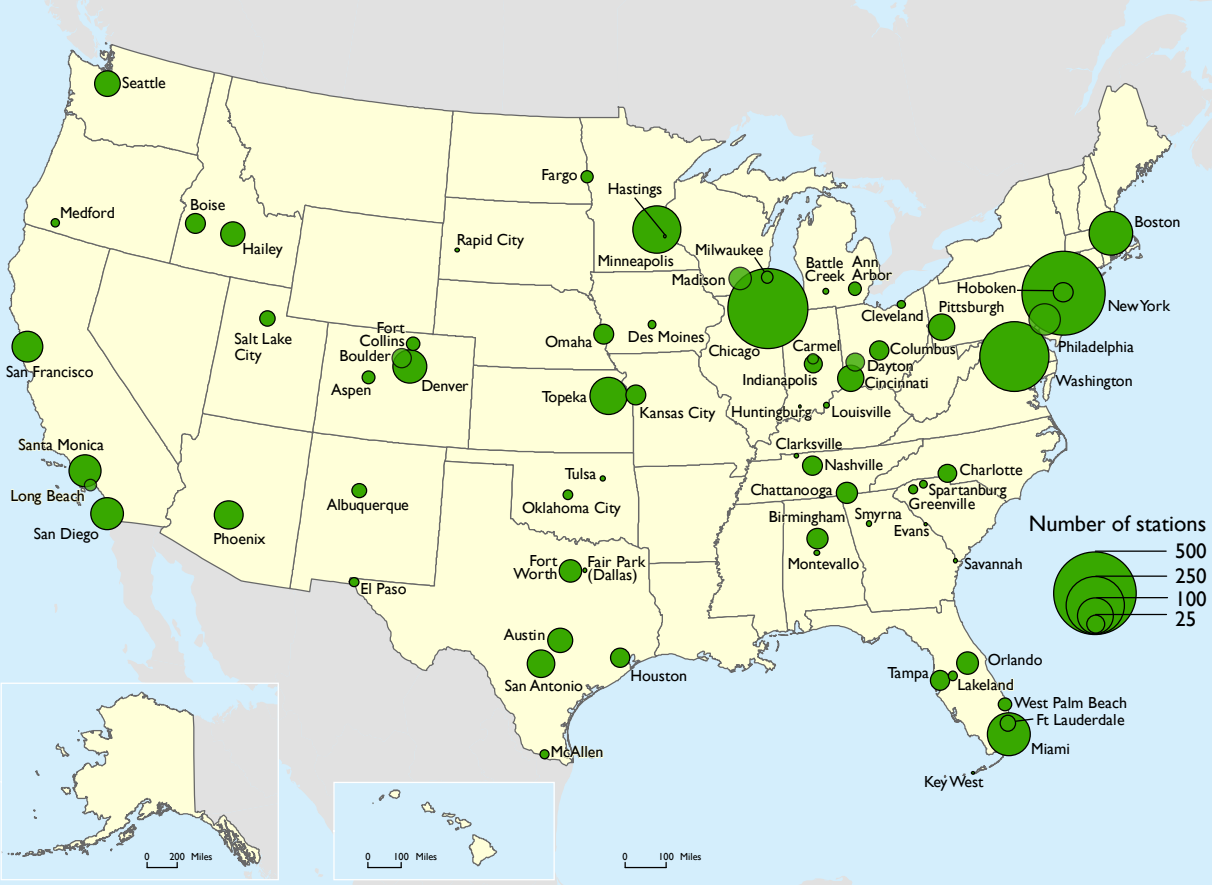 Seattle
Fargo
Hastings
Medford
Boise
Hailey
Rapid City
Minneapolis
Milwaukee
Madison
Battle
Creek
Ann
Arbor
Boston
Hoboken
New York
Cleveland
Pittsburgh
Philadelphia
Washington
Salt Lake
City
Fort
Collins
Boulder
Aspen
Denver
Omaha
Des Moines
Chicago
Carmel
Indianapolis
Columbus
Dayton
Cincinnati
San Francisco
Topeka
Kansas City
Huntingburg
Louisville
Santa Monica
Long Beach
San Diego
Phoenix
Albuquerque
Tulsa
Oklahoma City
Clarksville
Nashville
Chattanooga
Charlotte
Spartanburg
Greenville
Birmingham
Smyrna
Evans
Montevallo
Savannah
Fort
Worth
Fair Park
(Dallas)
El Paso
Austin
San Antonio
Houston
McAllen
Tampa
Orlando
Lakeland
West Palm Beach
Ft Lauderdale
Miami
Key West
Number of stations
500
250
100
25
0 200 Miles
0 100 Miles
0 100 Miles